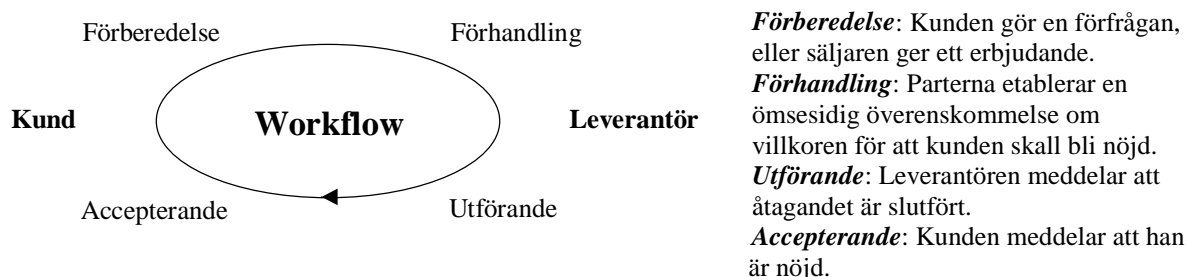 Förberedelse
Förhandling
Kund
Workflow
Leverantör
Accepterande
Utförande
Förberedelse: Kunden gör en förfrågan,
eller säljaren ger ett erbjudande.
Förhandling: Parterna etablerar en
ömsesidig överenskommelse om
villkoren för att kunden skall bli nöjd.
Utförande: Leverantören meddelar att
åtagandet är slutfört.
Accepterande: Kunden meddelar att han
är nöjd.